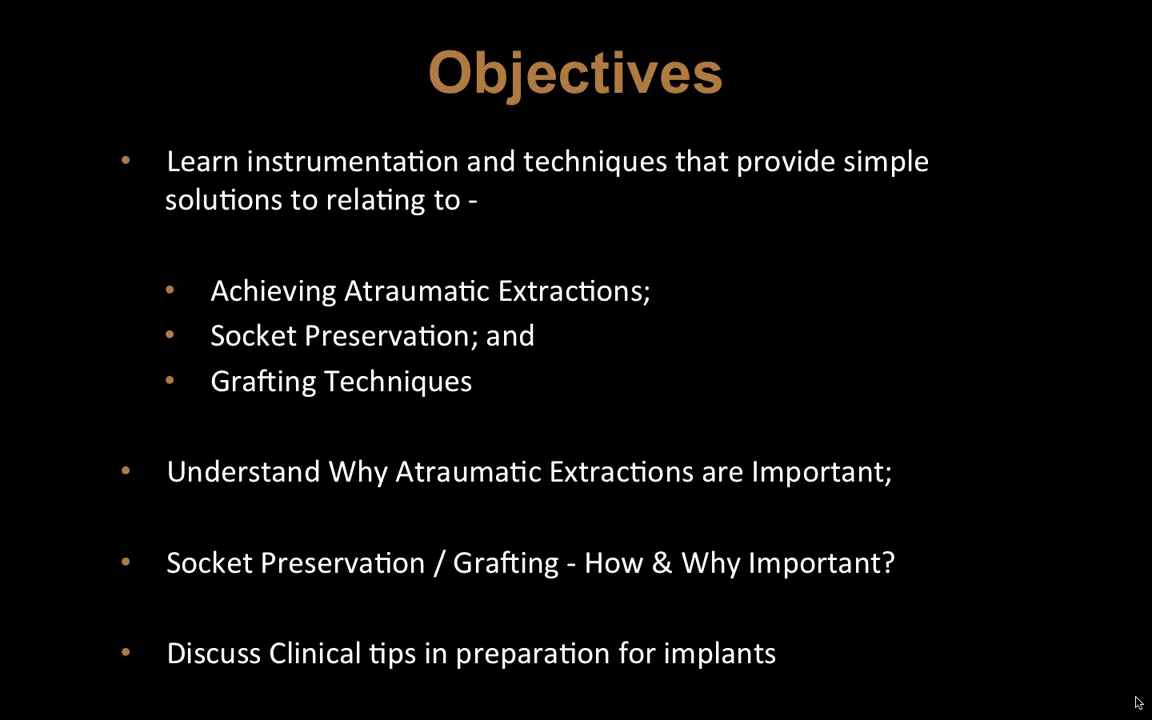 Objectives
• Learn instrumentation and techniques that provide simple
solutions to relating to -
• Achieving Atraumatic Extractions;
• Socket Preservation; and
• Grafting Techniques
• Understand Why Atraumatic Extractions are Important;
• Socket Preservation / Grafting - How & Why Important?
• Discuss Clinical tips in preparation for implants